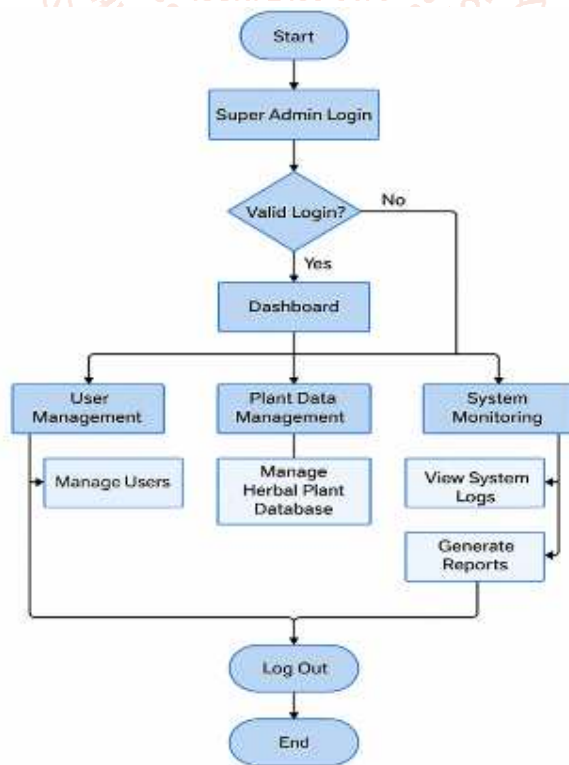 Start
Super Admin Login
Valid Login?
No
Yes
Dashboard
User
Management
Plant Data
Management
System
Monitoring
Manage Users
Manage
Herbal Plant
Database
View System
Logs
Generate
Reports
Log Out
End